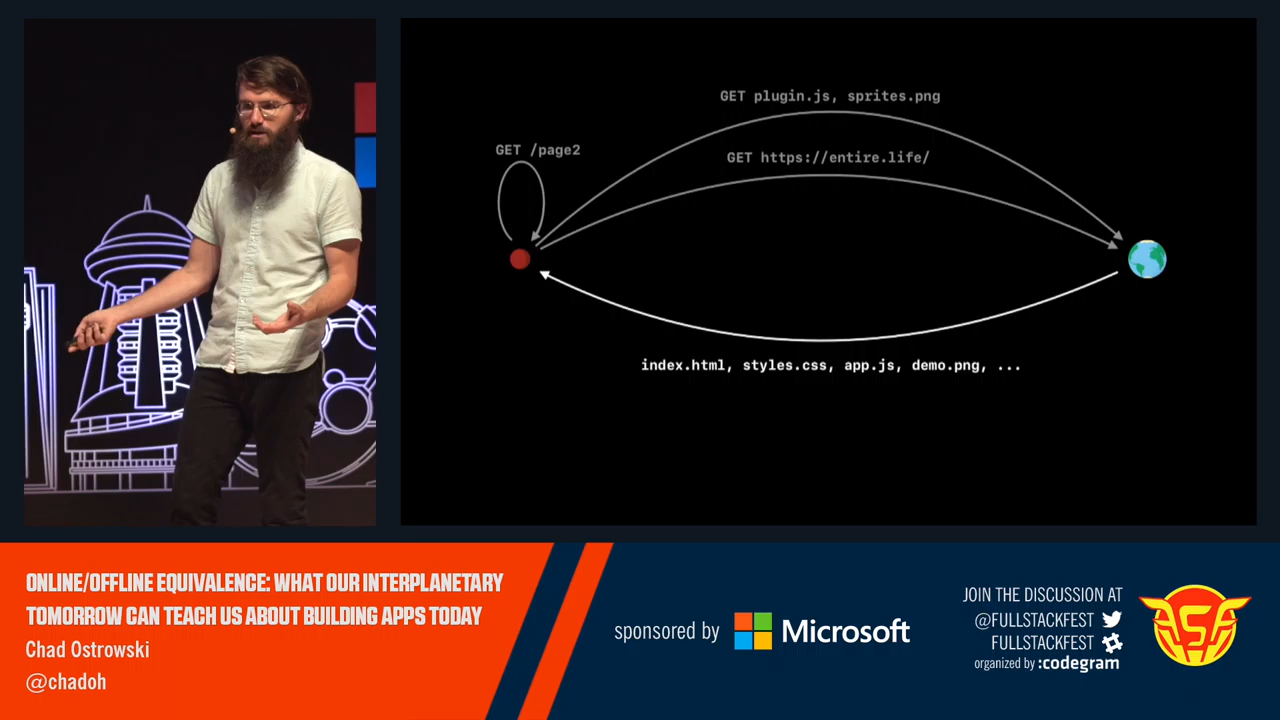 GET plugin.js, sprites.png
GET /page2
GET https://entire.life/
index.html, styles.css, app.js, demo.png, ...
ONLINE/OFFLINE EQUIVALENCE: WHAT OUR INTERPLANETARY
TOMORROW CAN TEACH US ABOUT BUILDING APPS TODAY
Chad Ostrowski
@chadoh
sponsored by Microsoft
JOIN THE DISCUSSION AT
@FULLSTACKFEST
FULLSTACKFEST
organized by :codegram
FSF